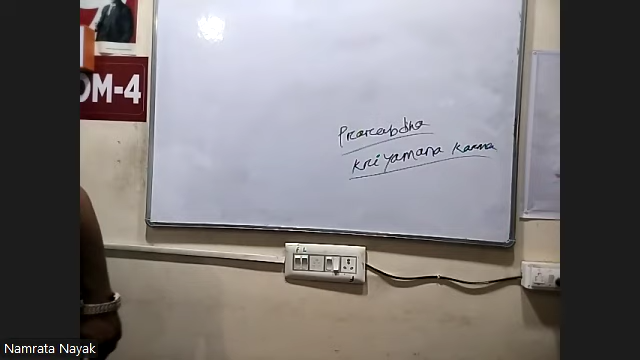 OM-4
Prarabdha
Kriyamana Karma
F L
Namrata Nayak